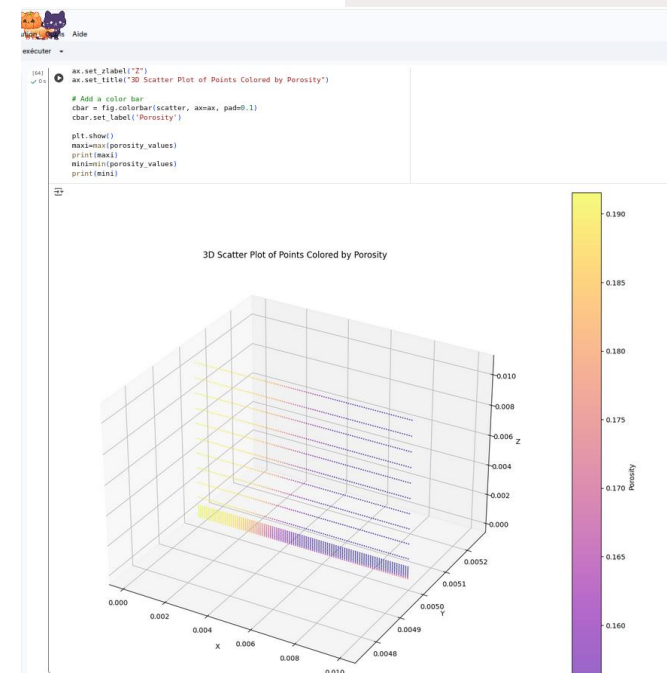 Aide
exécuter
[64]
0 s
ax.set_zlabel("Z")
ax.set_title("3D Scatter Plot of Points Colored by Porosity")
# Add a color bar
cbar = fig.colorbar(scatter, ax=ax, pad=0.1)
cbar.set_label('Porosity')
plt.show()
maxi=max(porosity_values)
print(maxi)
mini=min(porosity_values)
print(mini)
3D Scatter Plot of Points Colored by Porosity
0.190
0.185
0.180
0.175
0.170
0.165
0.160
Porosity
0.010
0.008
0.006
0.004
0.002
0.000
Z
0.0052
0.0051
0.0050
0.0049
0.0048
Y
0.000
0.002
0.004
0.006
0.008
0.010
X